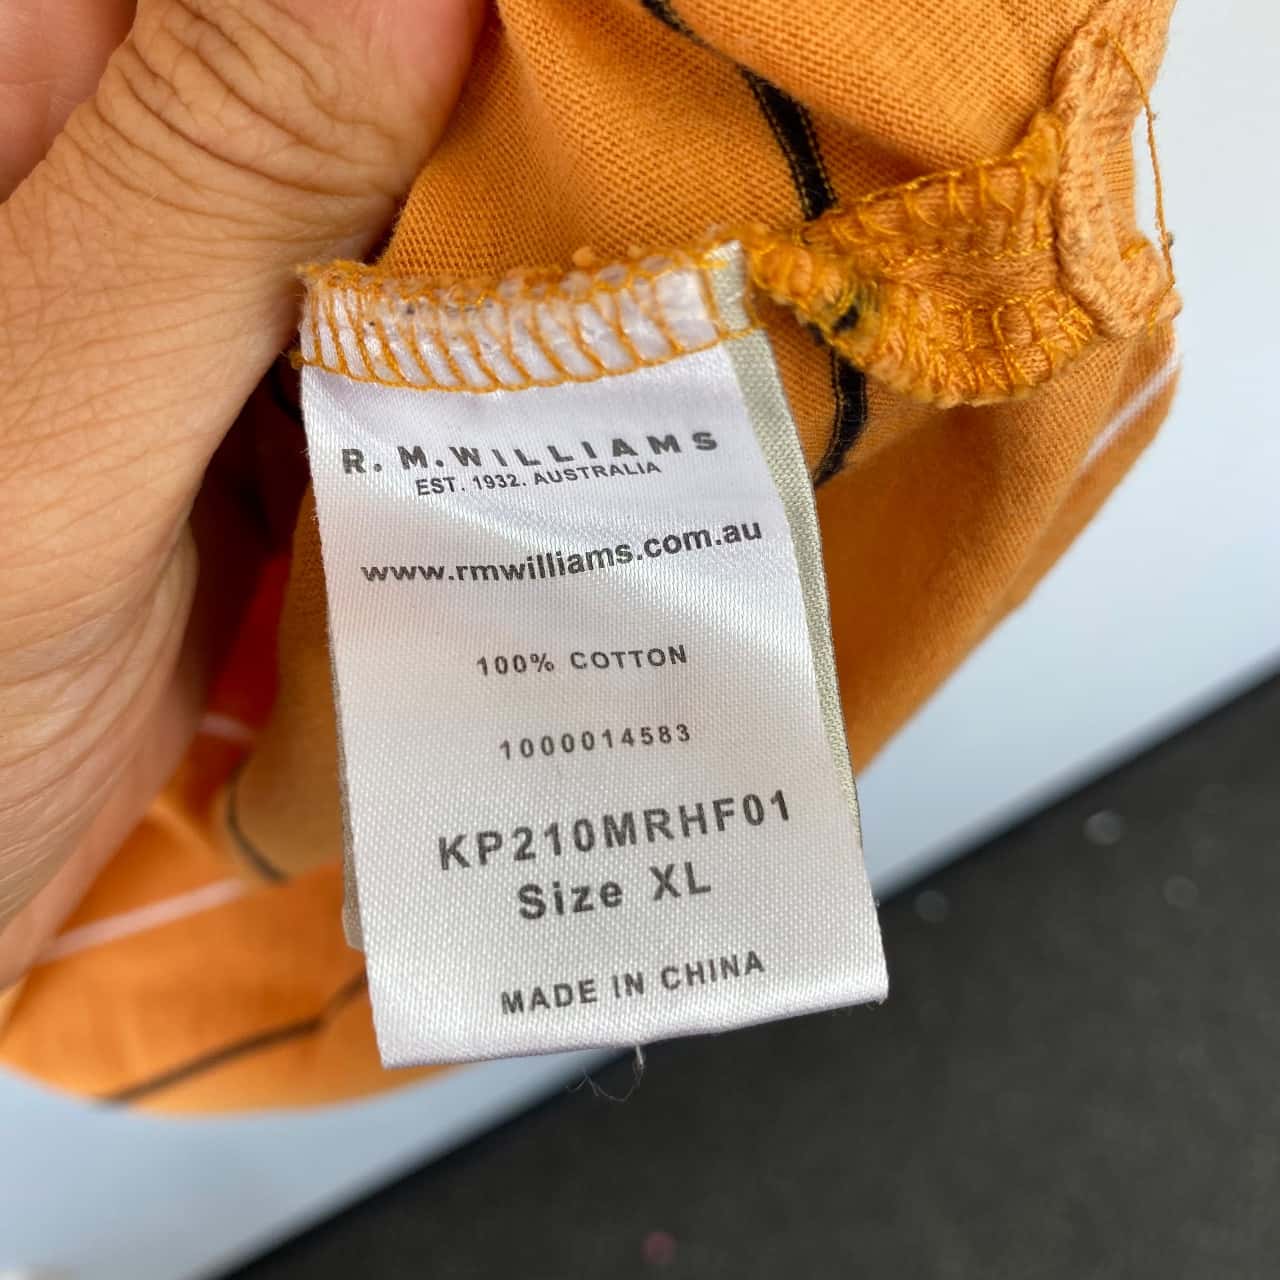 R. M. WILLIAMS
EST. 1932. AUSTRALIA
www.rmwilliams.com.au
100% COTTON
1000014583
KP210MRHF01
Size XL
MADE IN CHINA